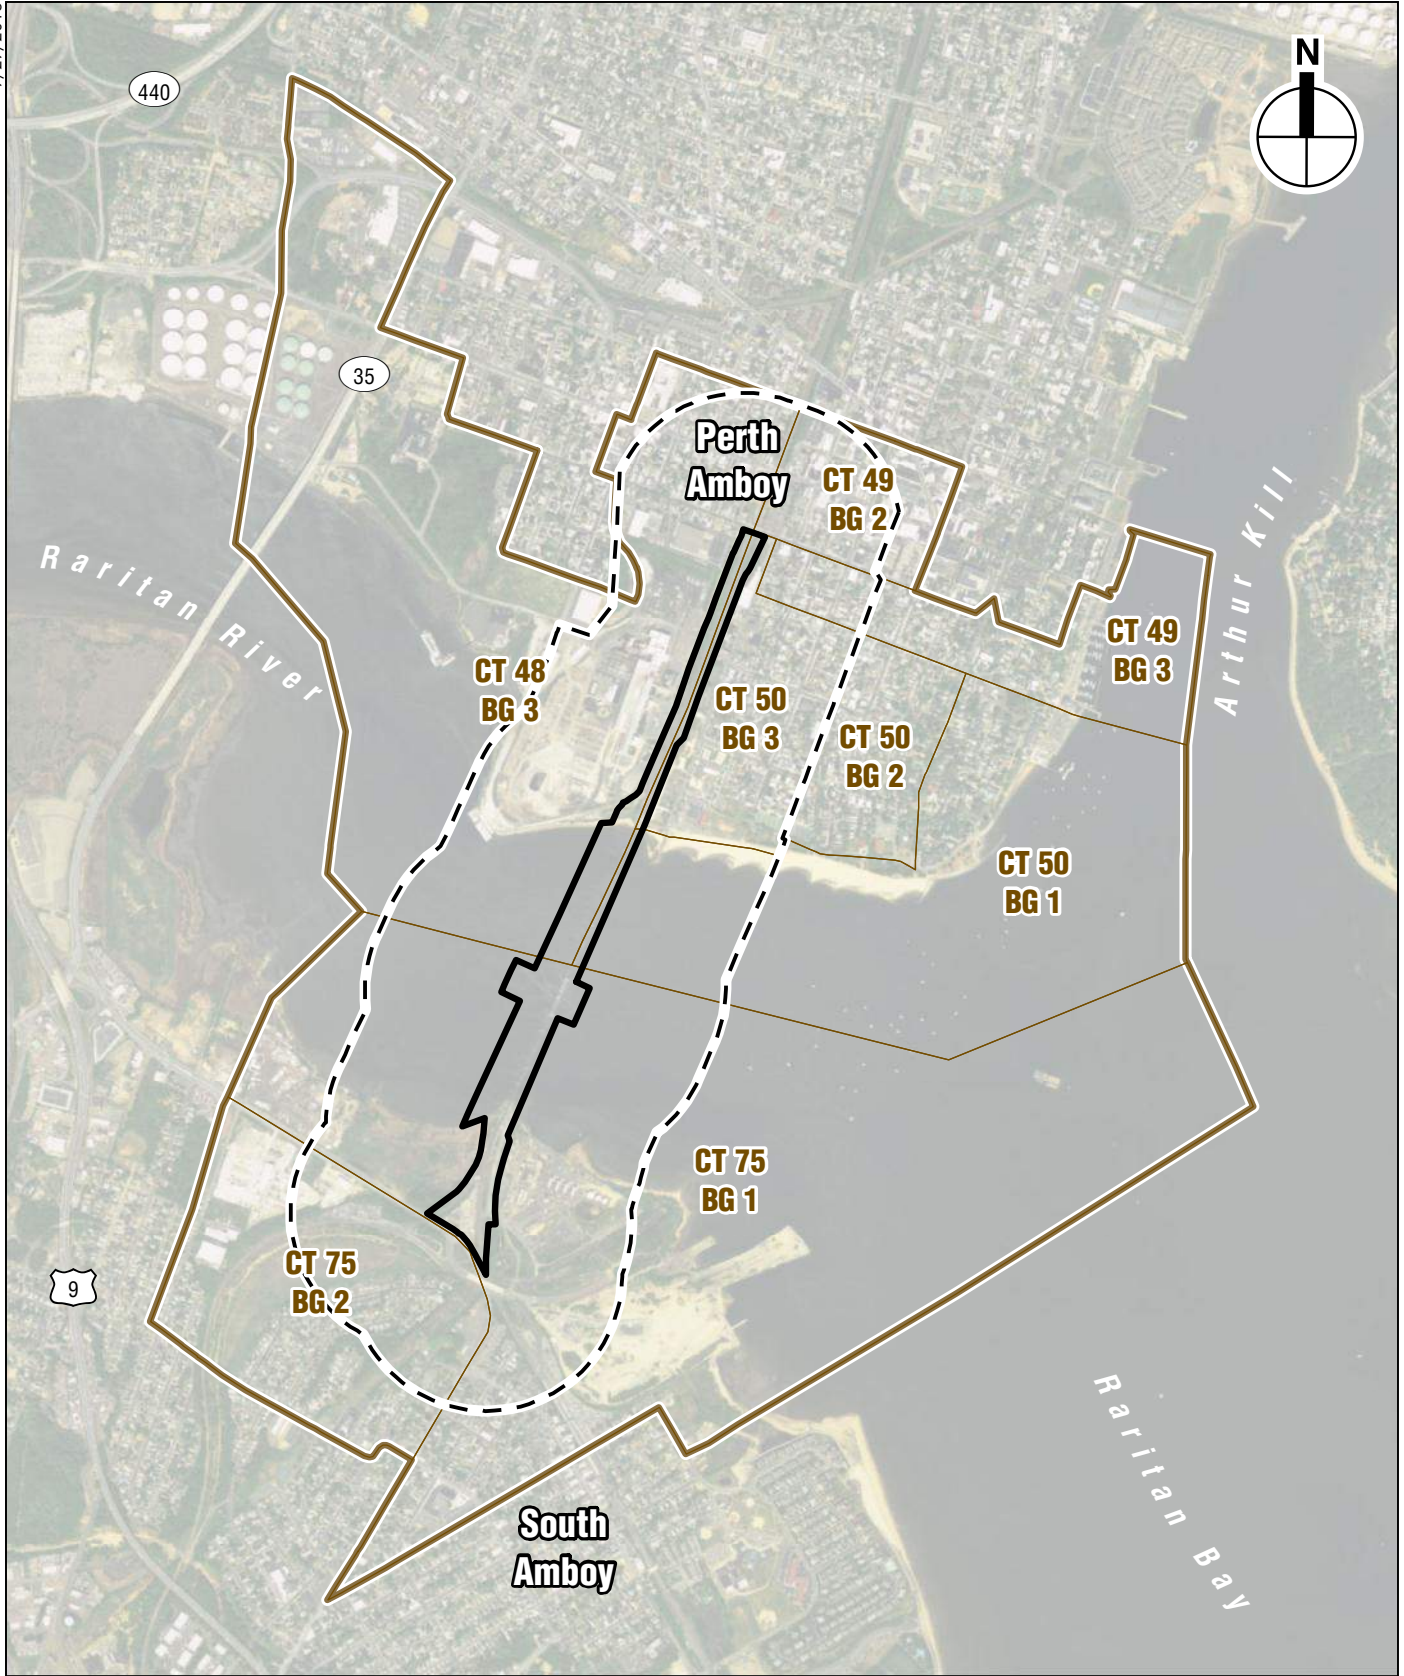 N
440
35
Perth
Amboy
CT 49
BG 2
Raritan River
Arthur Kill
CT 49
BG 3
CT 48
BG 3
CT 50
BG 3
CT 50
BG 2
CT 50
BG 1
CT 75
BG 1
CT 75
BG 2
9
Raritan Bay
South
Amboy